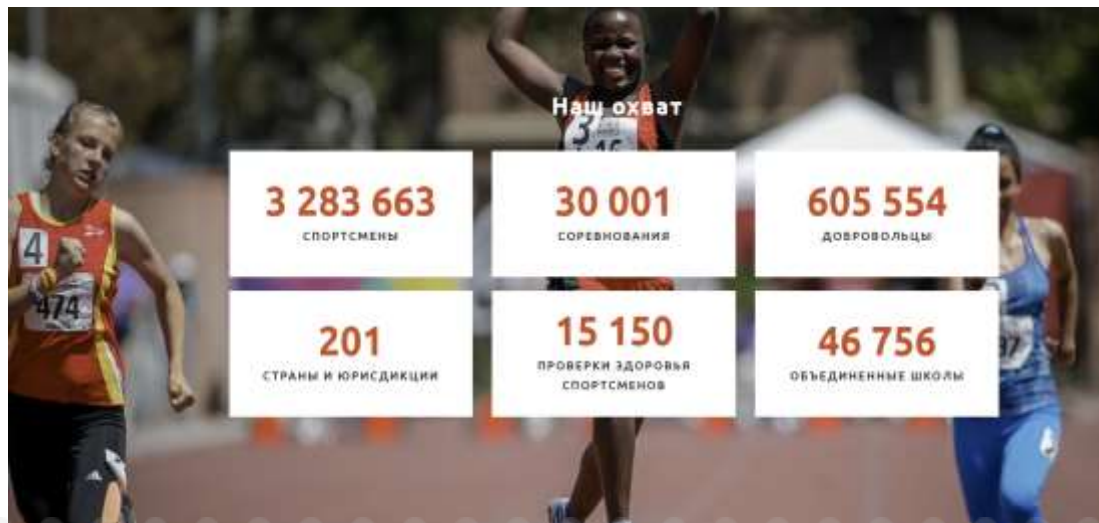 Наш охват
3 283 663
СПОРТСМЕНЫ
30 001
СОРЕВНОВАНИЯ
605 554
ДОБРОВОЛЬЦЫ
201
СТРАНЫ И ЮРИСДИКЦИИ
15 150
ПРОВЕРКИ ЗДОРОВЬЯ
СПОРТСМЕНОВ
46 756
ОБЪЕДИНЕННЫЕ ШКОЛЫ
4
474
3